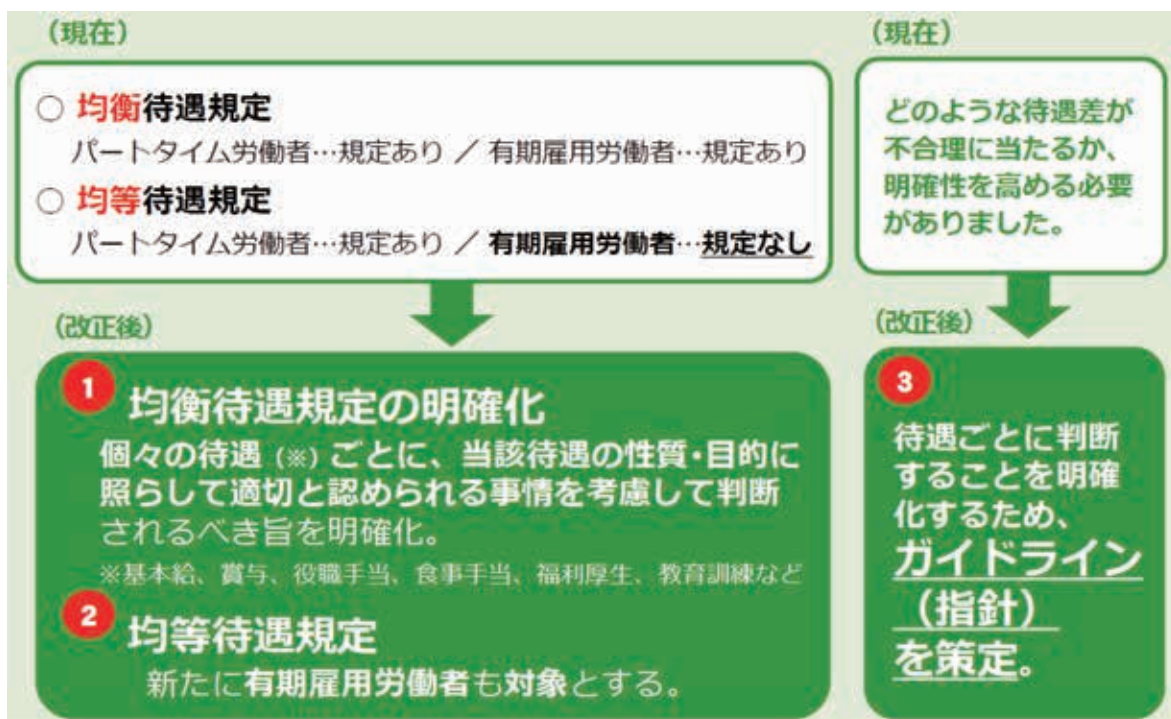 （現在）
○ 均衡待遇規定
パートタイム労働者…規定あり ／ 有期雇用労働者…規定あり
○ 均等待遇規定
パートタイム労働者…規定あり ／ 有期雇用労働者…規定なし
（改正後）
1 均衡待遇規定の明確化
個々の待遇（※）ごとに、当該待遇の性質・目的に
照らして適切と認められる事情を考慮して判断
されるべき旨を明確化。
※基本給、賞与、役職手当、食事手当、福利厚生、教育訓練など
2 均等待遇規定
新たに有期雇用労働者も対象とする。
（現在）
どのような待遇差が
不合理に当たるか、
明確性を高める必要
がありました。
（改正後）
3
待遇ごとに判断
することを明確
化するため、
ガイドライン
（指針）
を策定。